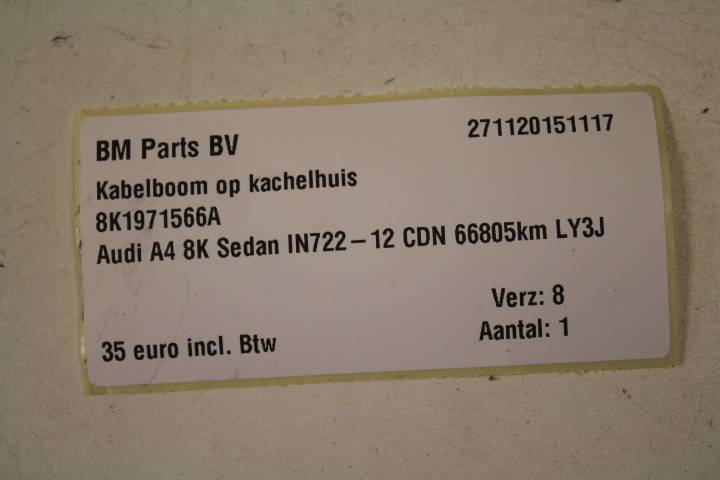 BM Parts BV
271120151117
Kabelboom op kachelhuis
8K1971566A
Audi A4 8K Sedan IN722-12 CDN 66805km LY3J
Verz: 8
35 euro incl. Btw
Aantal: 1